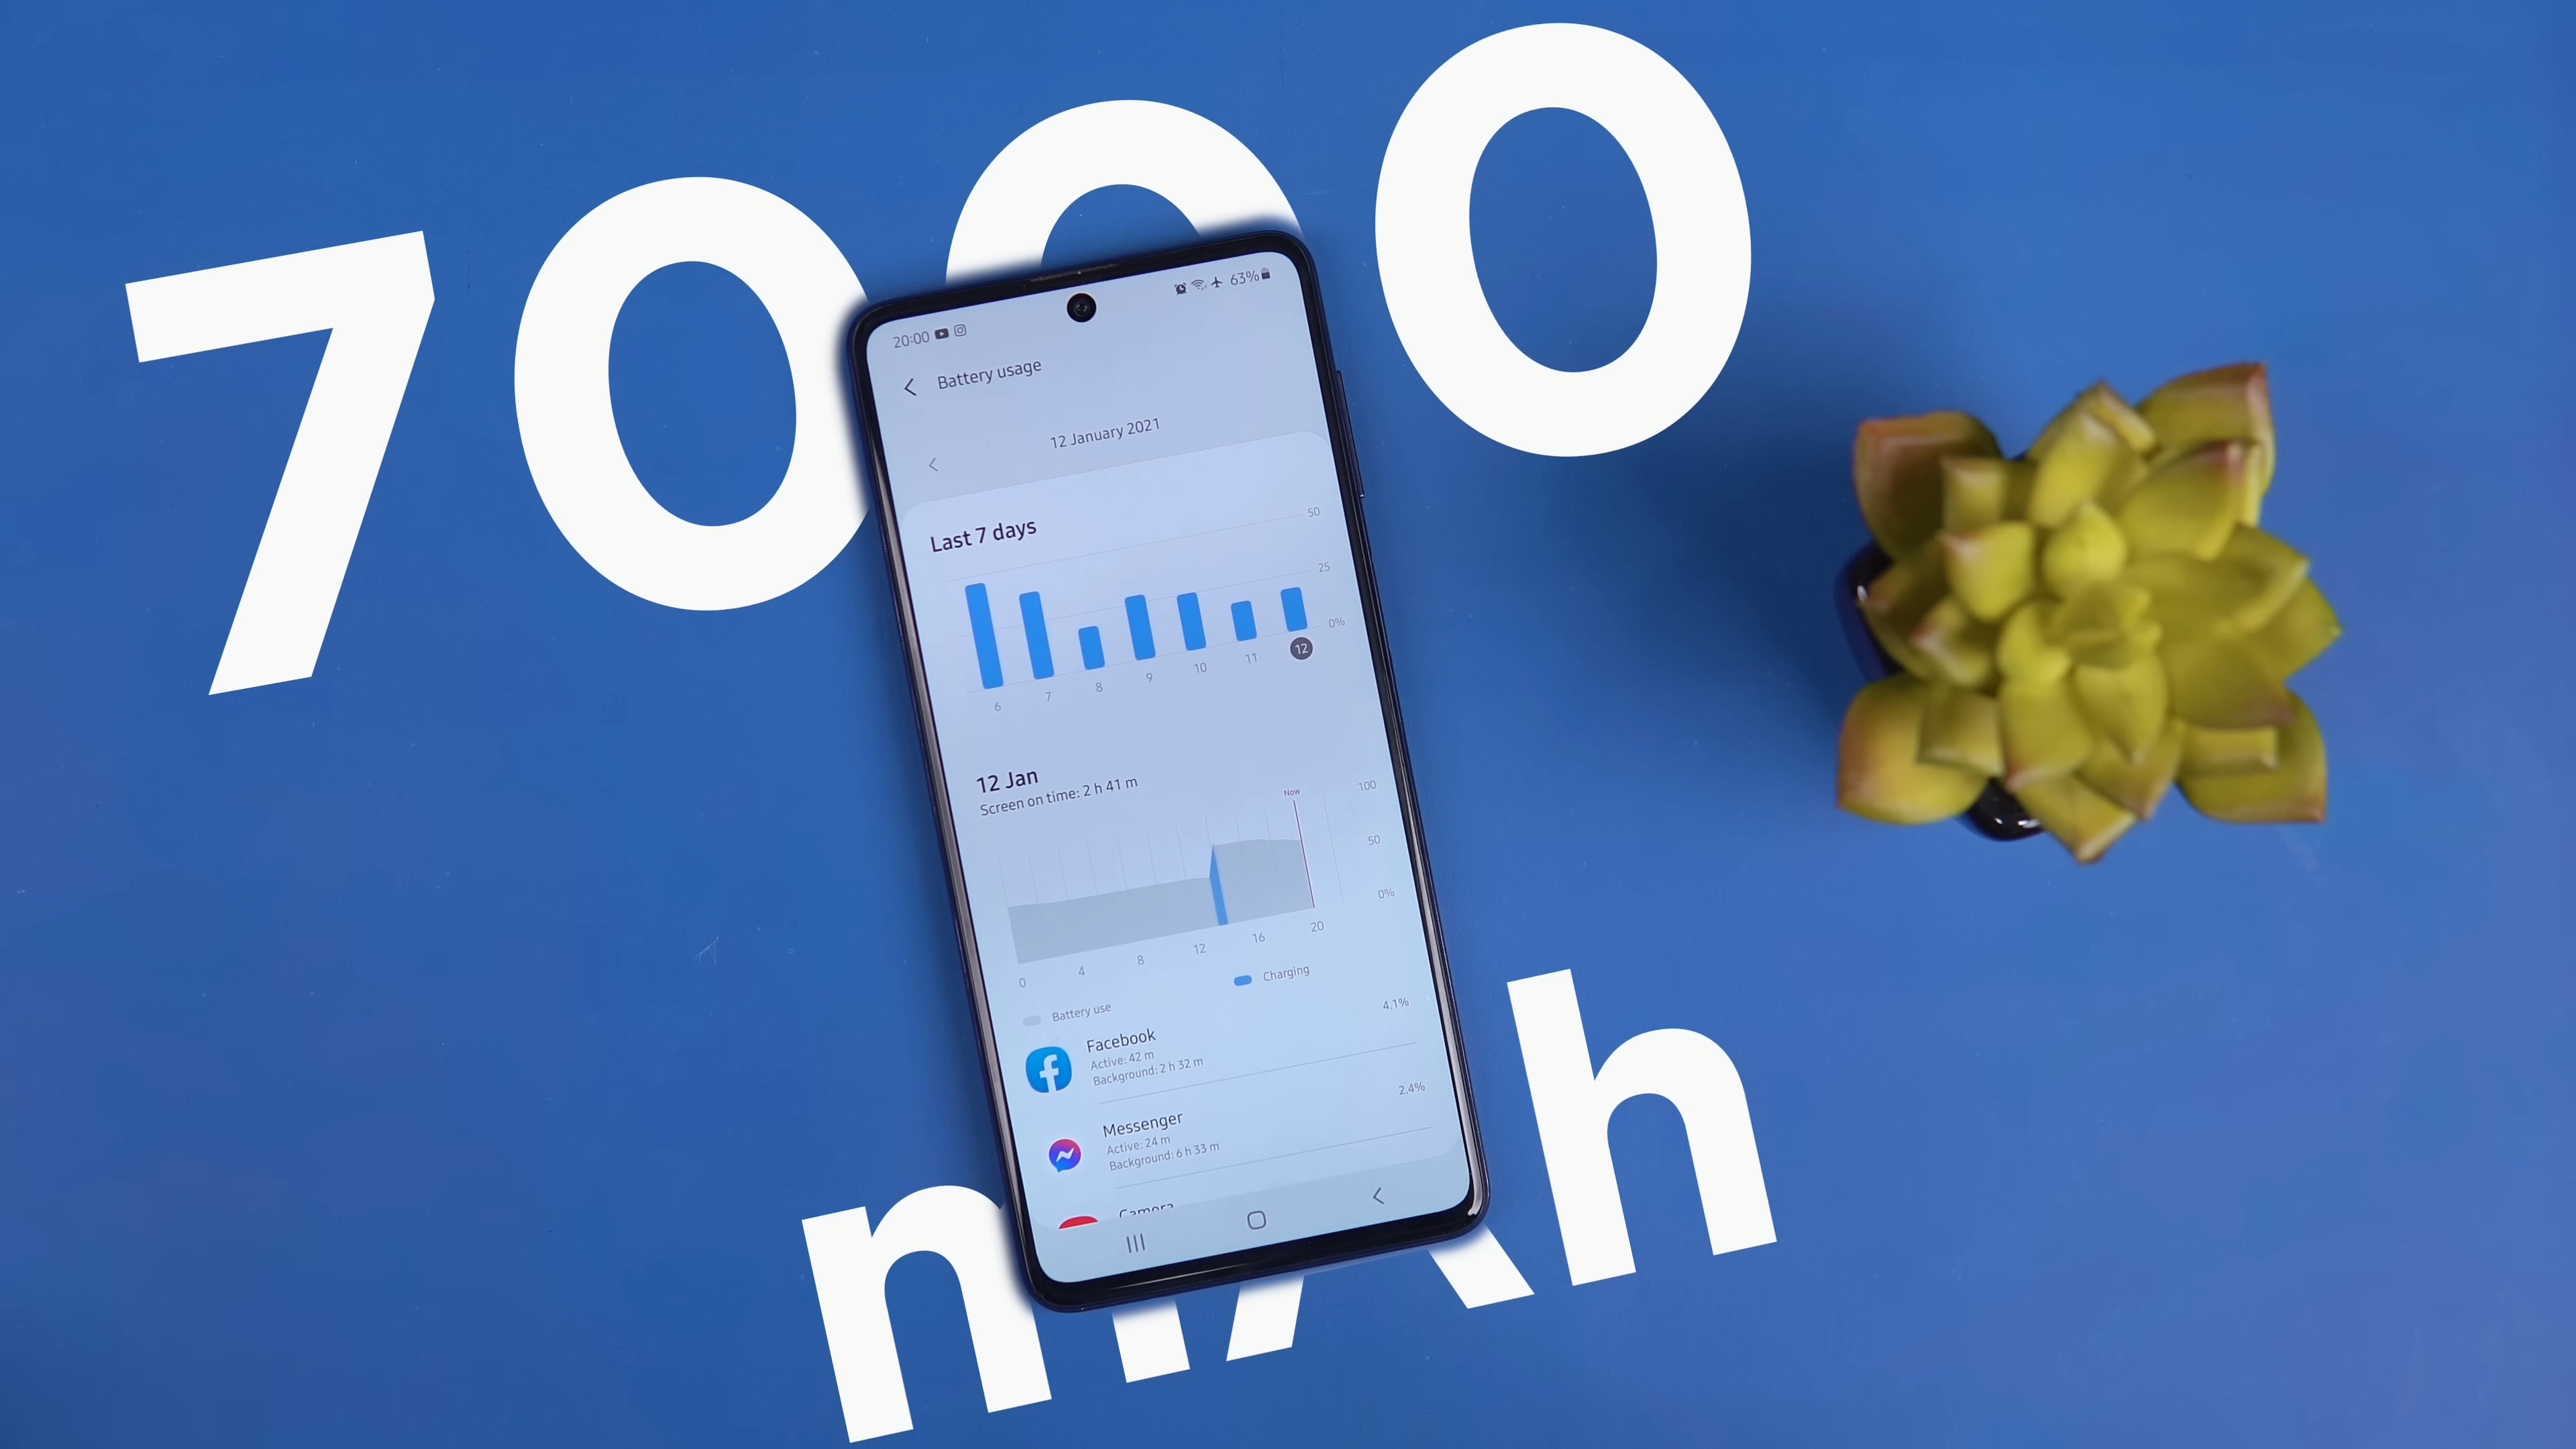 7000
20:00
63%
Battery usage
12 January 2021
Last 7 days
50
25
0%
6 7 8 9 10 11 12
12 Jan
Screen on time: 2 h 41 m
Now
100
50
0%
0 4 8 12 16 20
Battery use
Charging
Facebook
4.1%
Active: 42 m
Background: 2 h 32 m
Messenger
2.4%
Active: 24 m
Background: 6 h 33 m
Camera
mAh